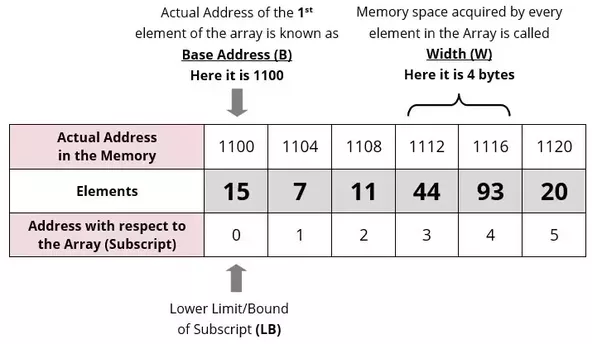 Actual Address of the 1st
element of the array is known as
Base Address (B)
Here it is 1100
Memory space acquired by every
element in the Array is called
Width (W)
Here it is 4 bytes
Actual Address
in the Memory
1100 1104 1108 1112 1116 1120
Elements
15 7 11 44 93 20
Address with respect to
the Array (Subscript)
0 1 2 3 4 5
Lower Limit/Bound
of Subscript (LB)